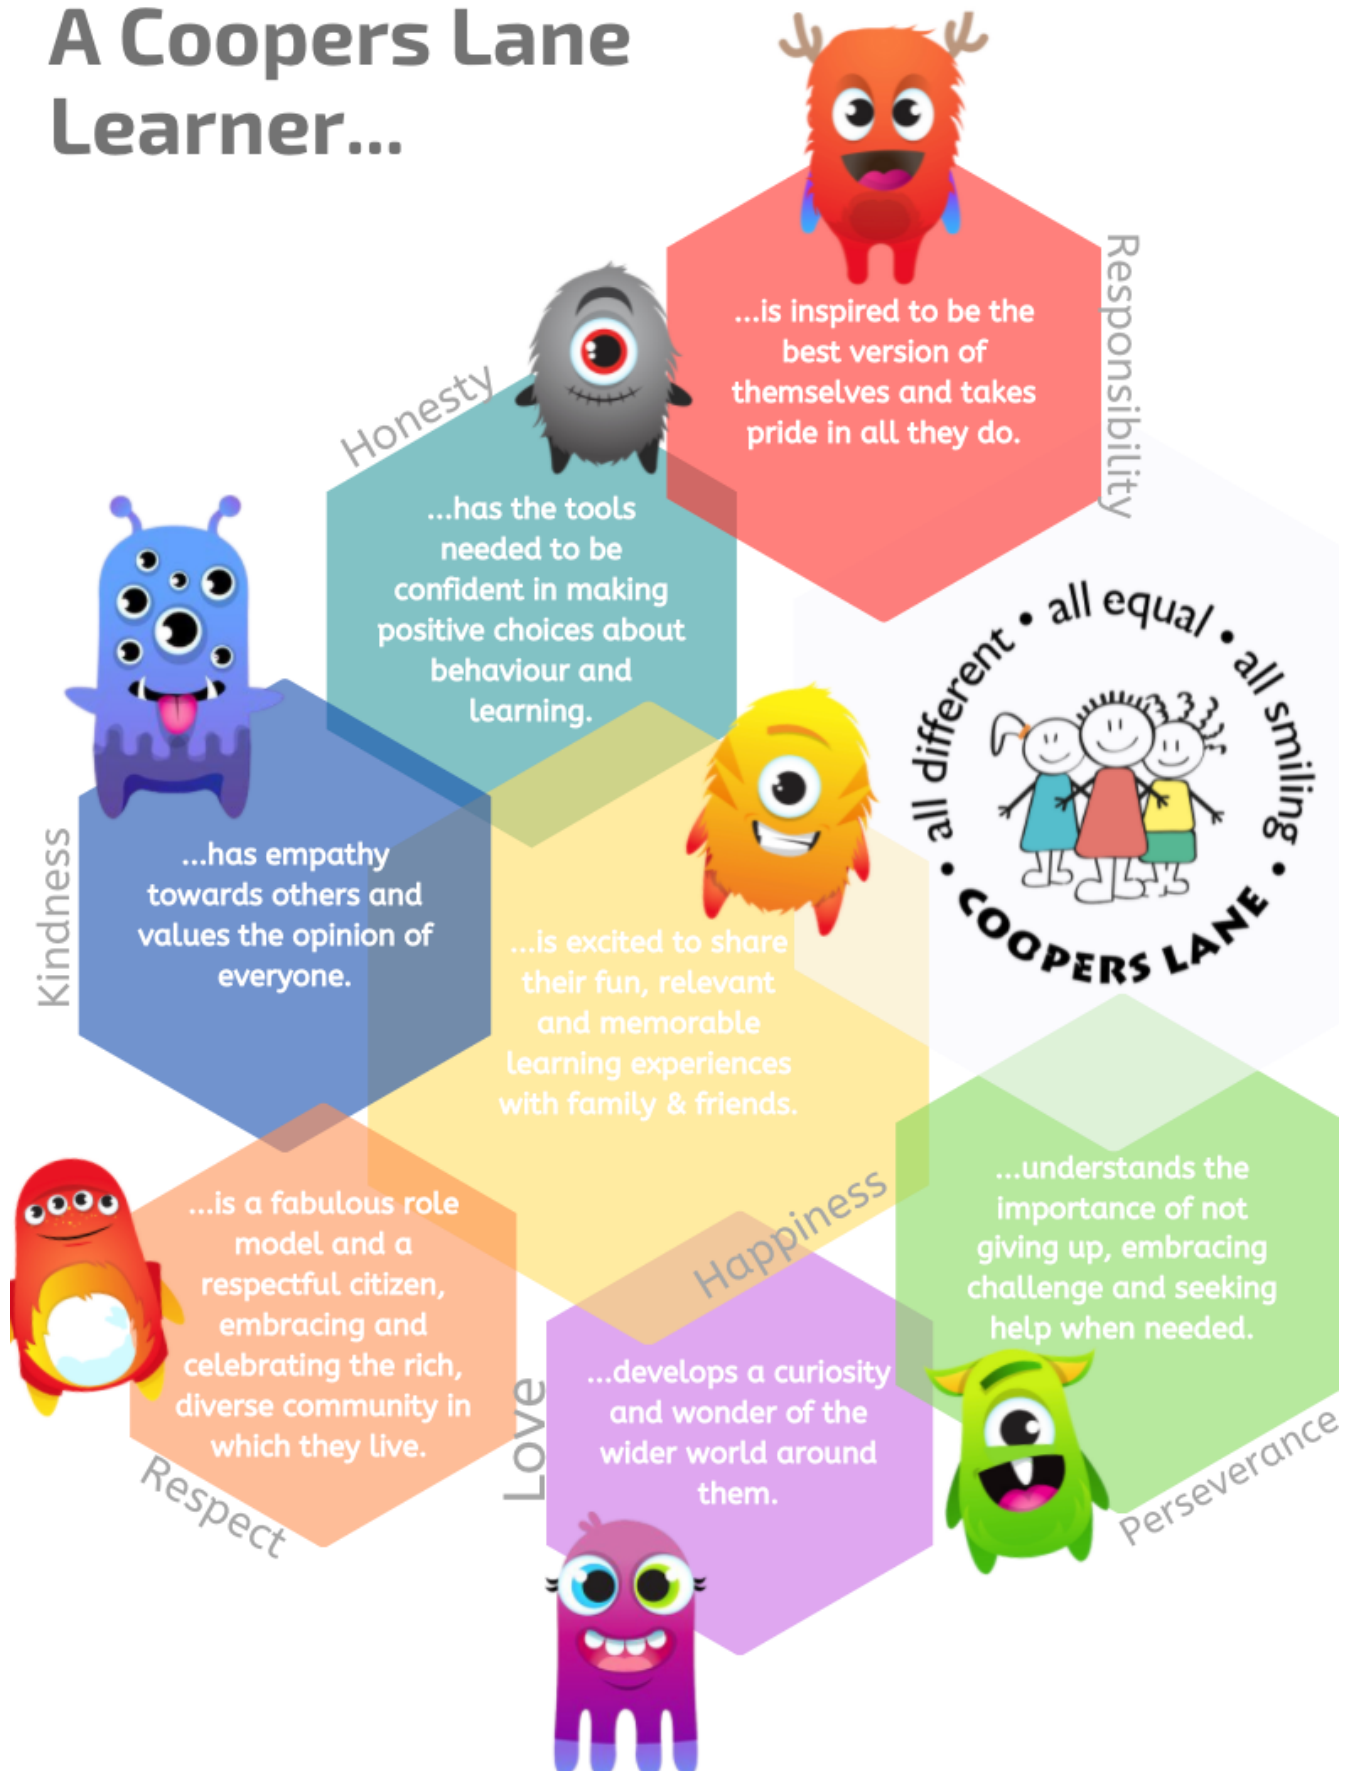 A Coopers Lane
Learner...
Responsibility
...is inspired to be the
best version of
themselves and takes
pride in all they do.
Honesty
...has the tools
needed to be
confident in making
positive choices about
behaviour and
learning.
• all different • all equal • all smiling •
COOPERS LANE
Kindness
...has empathy
towards others and
values the opinion of
everyone.
...is excited to share
their fun, relevant
and memorable
learning experiences
with family & friends.
Happiness
...understands the
importance of not
giving up, embracing
challenge and seeking
help when needed.
Perseverance
...is a fabulous role
model and a
respectful citizen,
embracing and
celebrating the rich,
diverse community in
which they live.
Respect
Love
...develops a curiosity
and wonder of the
wider world around
them.